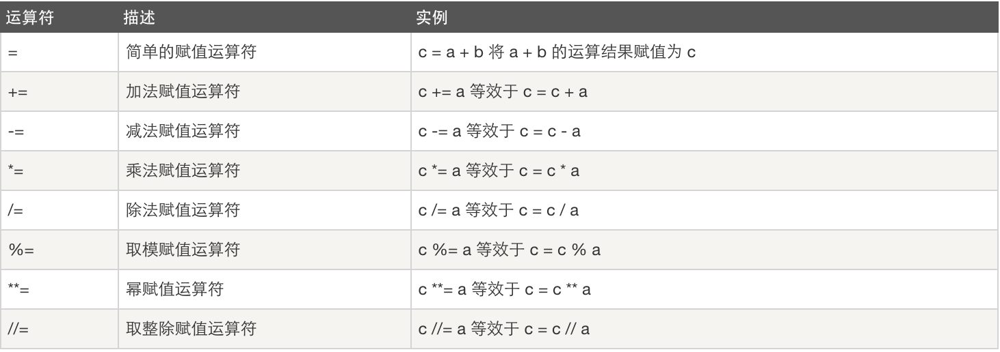 运算符 描述 实例
= 简单的赋值运算符 c = a + b 将 a + b 的运算结果赋值为 c
+= 加法赋值运算符 c += a 等效于 c = c + a
-= 减法赋值运算符 c -= a 等效于 c = c - a
*= 乘法赋值运算符 c *= a 等效于 c = c * a
/= 除法赋值运算符 c /= a 等效于 c = c / a
%= 取模赋值运算符 c %= a 等效于 c = c % a
**= 幂赋值运算符 c **= a 等效于 c = c ** a
//= 取整除赋值运算符 c //= a 等效于 c = c // a